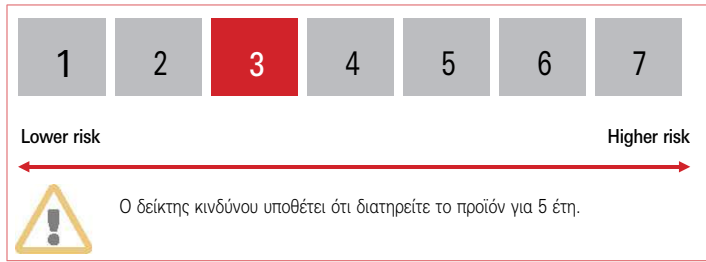 1 2 3 4 5 6 7
Lower risk Higher risk
Ο δείκτης κινδύνου υποθέτει ότι διατηρείτε το προϊόν για 5 έτη.